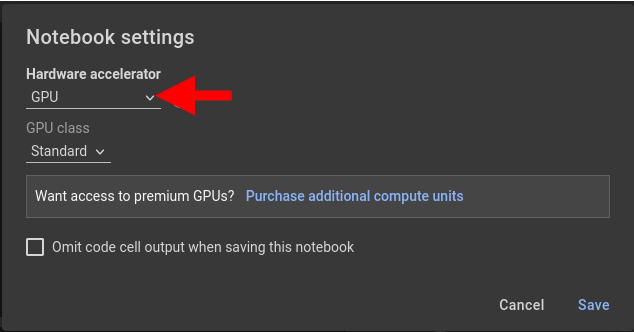 Notebook settings
Hardware accelerator
GPU
GPU class
Standard
Want access to premium GPUs? Purchase additional compute units
Omit code cell output when saving this notebook
Cancel Save